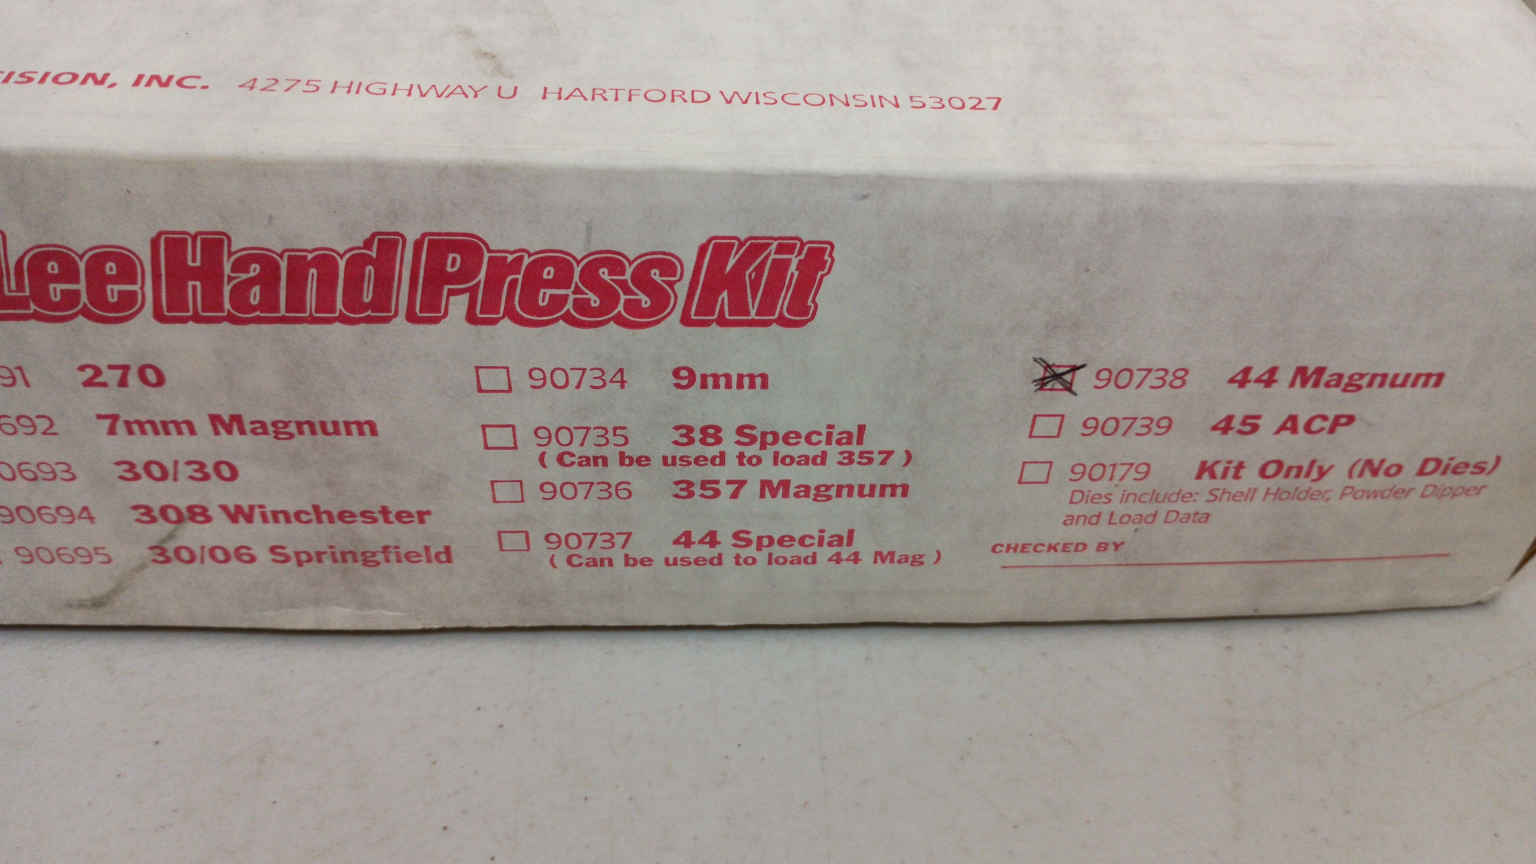 ISION, INC. 4275 HIGHWAY U HARTFORD WISCONSIN 53027
Lee Hand Press Kit
91 270
692 7mm Magnum
0693 30/30
90694 308 Winchester
90695 30/06 Springfield
90734 9mm
90735 38 Special
( Can be used to load 357 )
90736 357 Magnum
90737 44 Special
( Can be used to load 44 Mag )
90738 44 Magnum
90739 45 ACP
90179 Kit Only (No Dies)
Dies include: Shell Holder, Powder Dipper
and Load Data
CHECKED BY